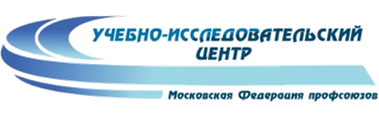 УЧЕБНО-ИССЛЕДОВАТЕЛЬСКИЙ
ЦЕНТР
Московская Федерация профсоюзов